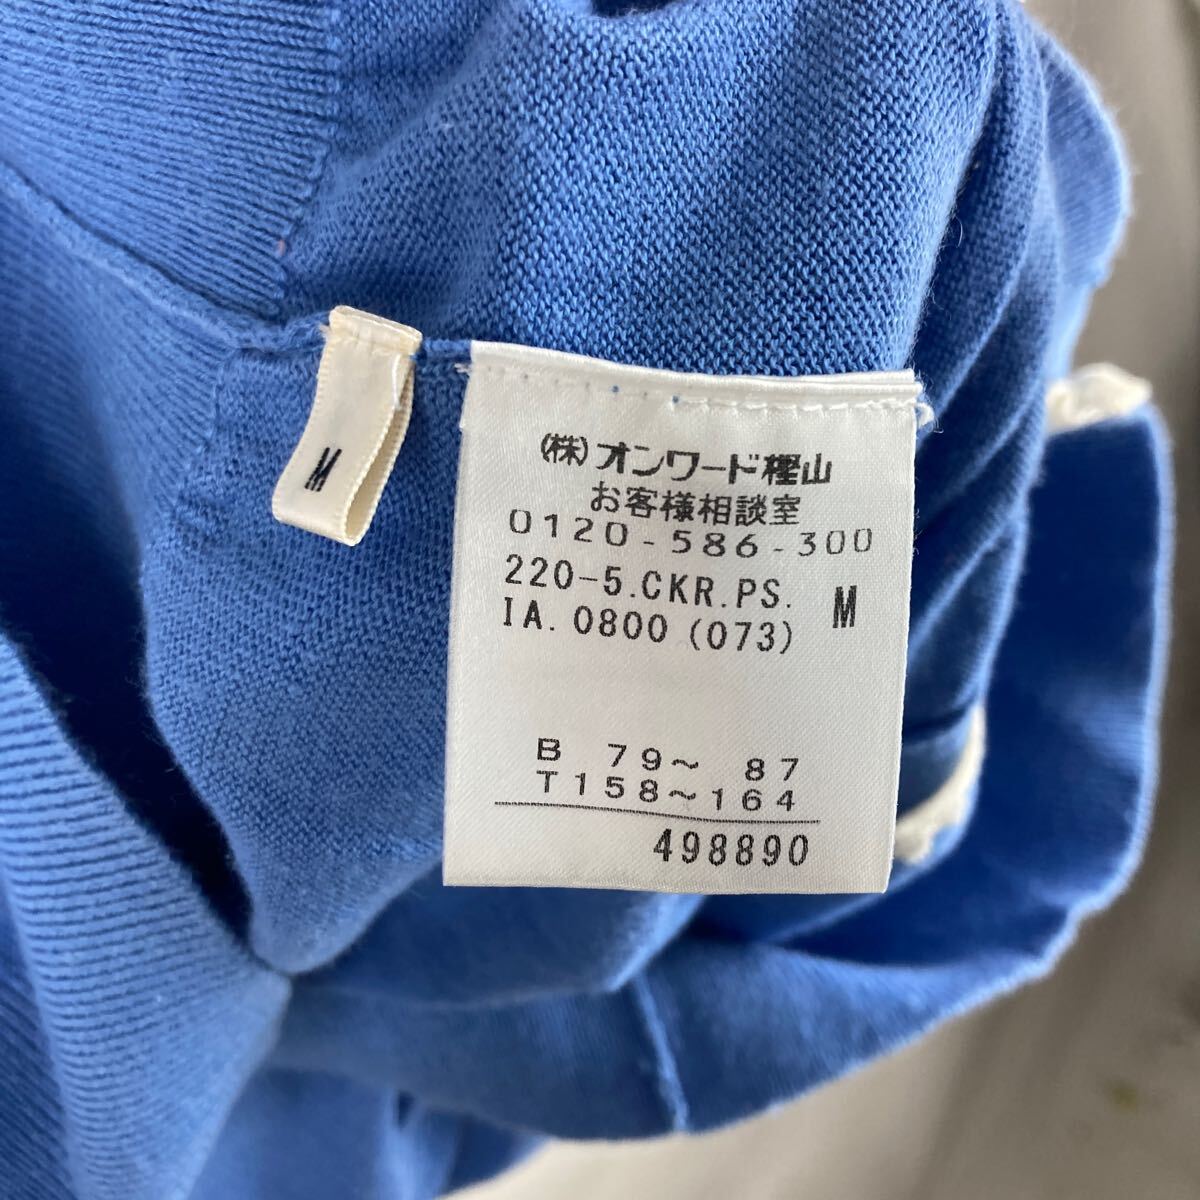 M
(株)オンワード樫山
お客様相談室
0120-586-300
220-5.CKR.PS. M
IA.0800(073)
B 79〜 87
T158〜164
498890